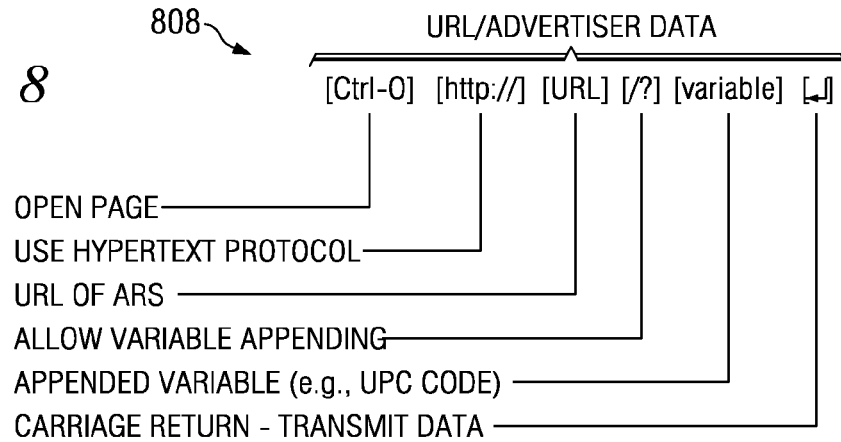 808
URL/ADVERTISER DATA
8
[Ctrl-O] [http://] [URL] [/?] [variable] [↵]
OPEN PAGE
USE HYPERTEXT PROTOCOL
URL OF ARS
ALLOW VARIABLE APPENDING
APPENDED VARIABLE (e.g., UPC CODE)
CARRIAGE RETURN - TRANSMIT DATA